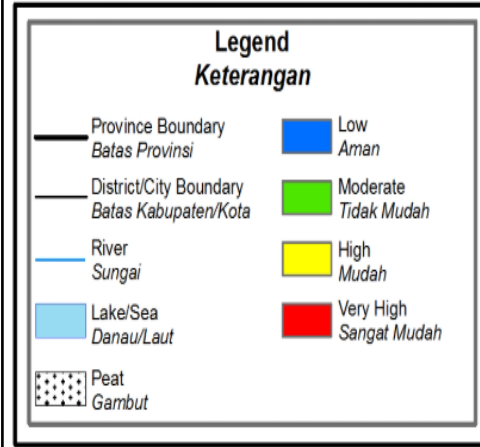 Legend
Keterangan
Province Boundary
Batas Provinsi
District/City Boundary
Batas Kabupaten/Kota
River
Sungai
Lake/Sea
Danau/Laut
Peat
Gambut
Low
Aman
Moderate
Tidak Mudah
High
Mudah
Very High
Sangat Mudah